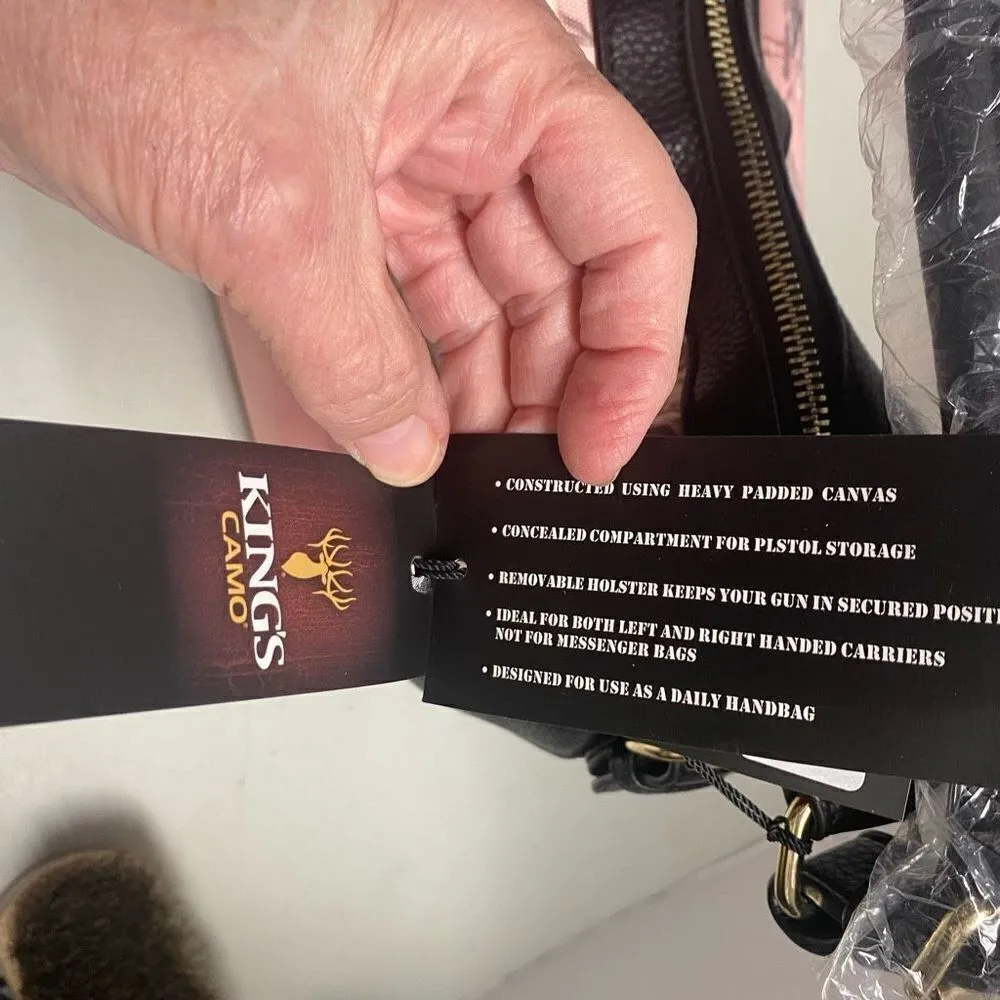 KING'S
CAMO
• CONSTRUCTED USING HEAVY PADDED CANVAS
• CONCEALED COMPARTMENT FOR PLSTOL STORAGE
• REMOVABLE HOLSTER KEEPS YOUR GUN IN SECURED POSITI
• IDEAL FOR BOTH LEFT AND RIGHT HANDED CARRIERS
NOT FOR MESSENGER BAGS
• DESIGNED FOR USE AS A DAILY HANDBAG